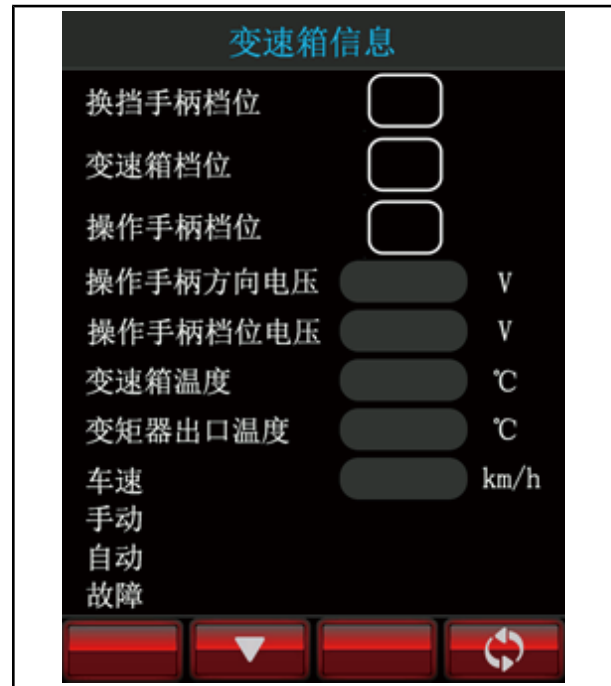 变速箱信息
换挡手柄档位
变速箱档位
操作手柄档位
操作手柄方向电压 V
操作手柄档位电压 V
变速箱温度 ℃
变矩器出口温度 ℃
车速 km/h
手动
自动
故障